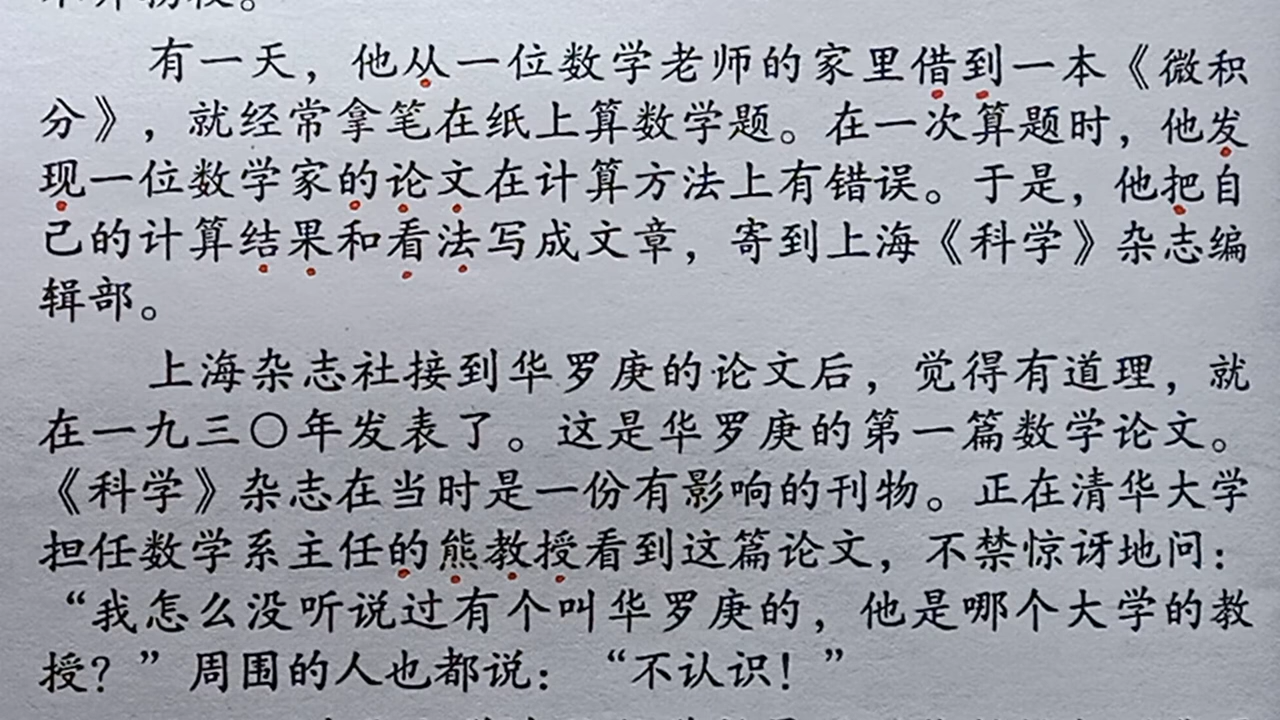 有一天，他从一位数学老师的家里借到一本《微积
分》，就经常拿笔在纸上算数学题。在一次算题时，他发
现一位数学家的论文在计算方法上有错误。于是，他把自
己的计算结果和看法写成文章，寄到上海《科学》杂志编
辑部。
上海杂志社接到华罗庚的论文后，觉得有道理，就
在一九三〇年发表了。这是华罗庚的第一篇数学论文。
《科学》杂志在当时是一份有影响的刊物。正在清华大学
担任数学系主任的熊教授看到这篇论文，不禁惊讶地问：
“我怎么没听说过有个叫华罗庚的，他是哪个大学的教
授？”周围的人也都说：“不认识！”